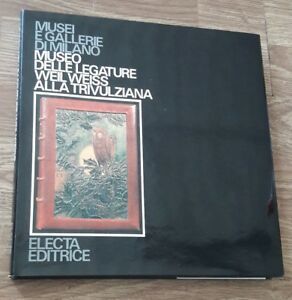 MUSEI
E GALLERIE
DI MILANO
MUSEO
DELLE LEGATURE
WEIL WEISS
ALLA TRIVULZIANA
ELECTA
EDITRICE